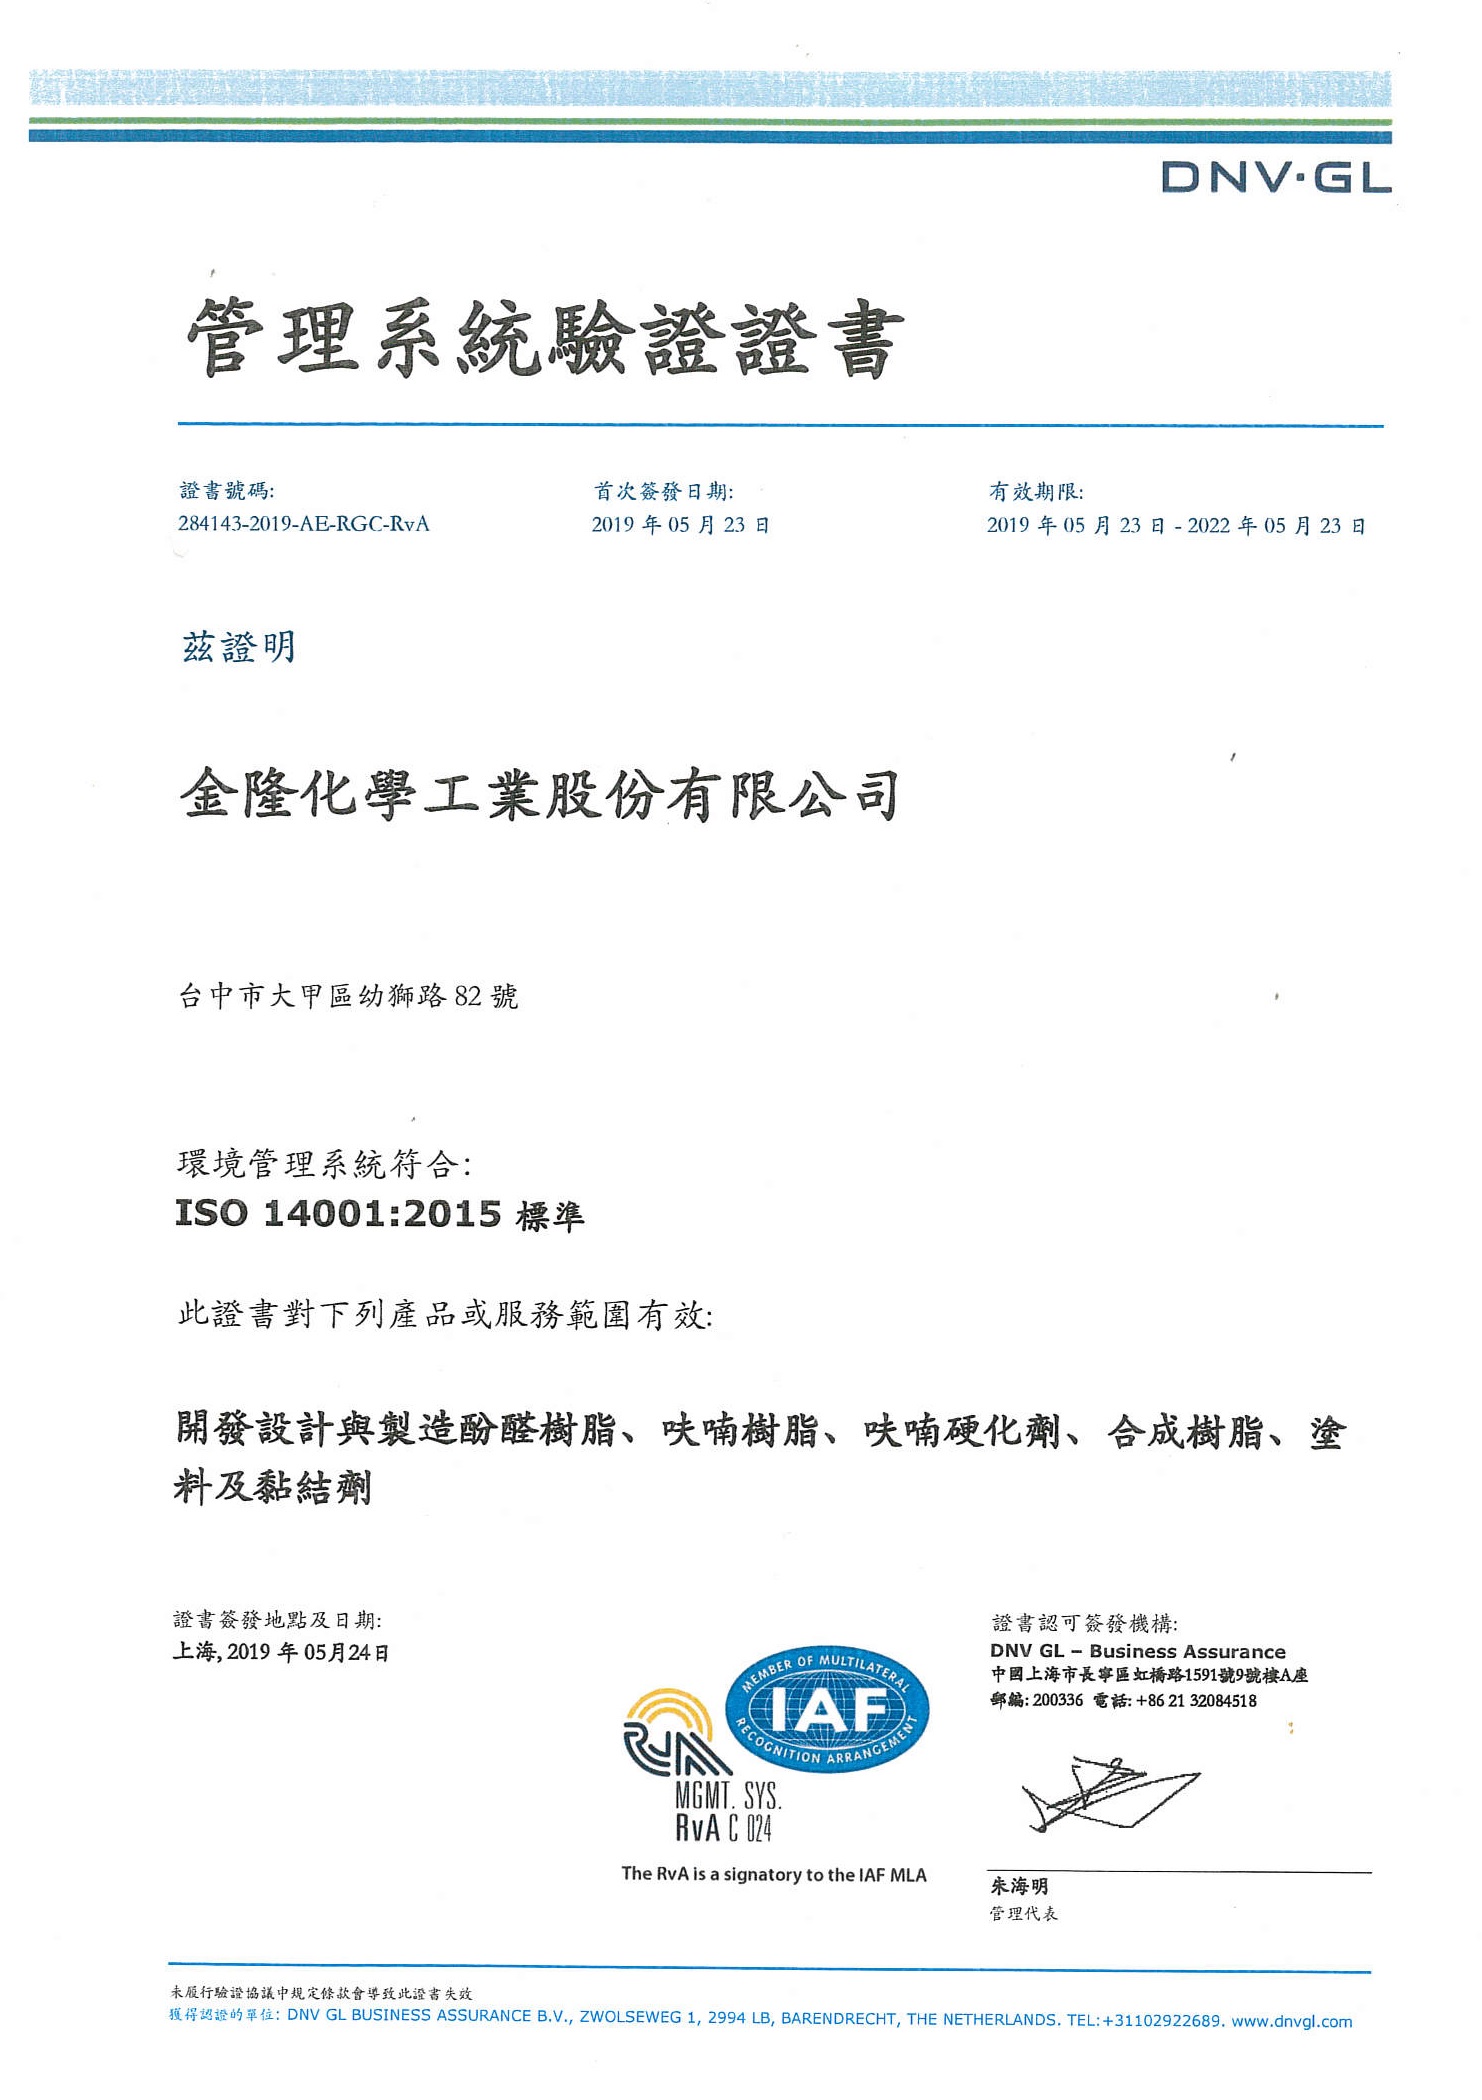 DNV·GL
管理系統驗證證書
證書號碼: 首次簽發日期: 有效期限:
284143-2019-AE-RGC-RvA 2019 年 05 月 23 日 2019 年 05 月 23 日 - 2022 年 05 月 23 日
茲證明
金隆化學工業股份有限公司
台中市大甲區幼獅路 82 號
環境管理系統符合:
ISO 14001:2015 標準
此證書對下列產品或服務範圍有效:
開發設計與製造酚醛樹脂、呋喃樹脂、呋喃硬化劑、合成樹脂、塗
料及黏結劑
證書簽發地點及日期:
上海, 2019 年 05月24日
MEMBER OF MULTILATERAL
IAF
RECOGNITION ARRANGEMENT
RvA
MGMT. SYS.
RvA C 024
The RvA is a signatory to the IAF MLA
證書認可簽發機構:
DNV GL – Business Assurance
中國上海市長寧區虹橋路1591號9號樓A座
郵編: 200336 電話: +86 21 32084518
朱海明
管理代表
未履行驗證協議中規定條款會導致此證書失效
獲得認證的單位: DNV GL BUSINESS ASSURANCE B.V., ZWOLSEWEG 1, 2994 LB, BARENDRECHT, THE NETHERLANDS. TEL:+31102922689. www.dnvgl.com